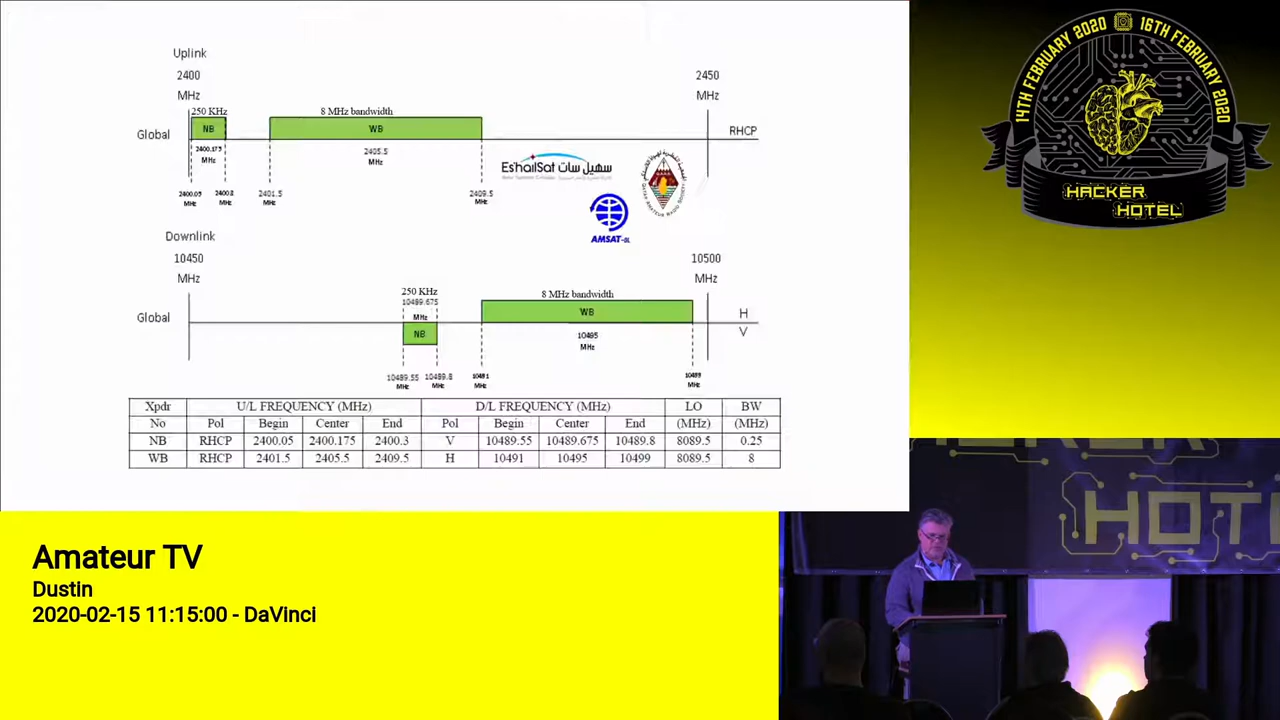 Uplink
2400
MHz
2450
MHz
250 KHz
8 MHz bandwidth
Global
NB
WB
RHCP
2400.175
MHz
2405.5
MHz
2400.05
MHz
2400.3
MHz
2401.5
MHz
2409.5
MHz
Es'hailSat سهيل سات
AMSAT-DL
Downlink
10450
MHz
10500
MHz
250 KHz
10489.675
MHz
8 MHz bandwidth
Global
NB
WB
H
V
10495
MHz
10489.55
MHz
10489.8
MHz
10491
MHz
10499
MHz
Xpdr U/L FREQUENCY (MHz) D/L FREQUENCY (MHz) LO BW
No Pol Begin Center End Pol Begin Center End (MHz) (MHz)
NB RHCP 2400.05 2400.175 2400.3 V 10489.55 10489.675 10489.8 8089.5 0.25
WB RHCP 2401.5 2405.5 2409.5 H 10491 10495 10499 8089.5 8
14TH FEBRUARY 2020 16TH FEBRUARY 2020
HACKER
HOTEL
HOTE
Amateur TV
Dustin
2020-02-15 11:15:00 - DaVinci